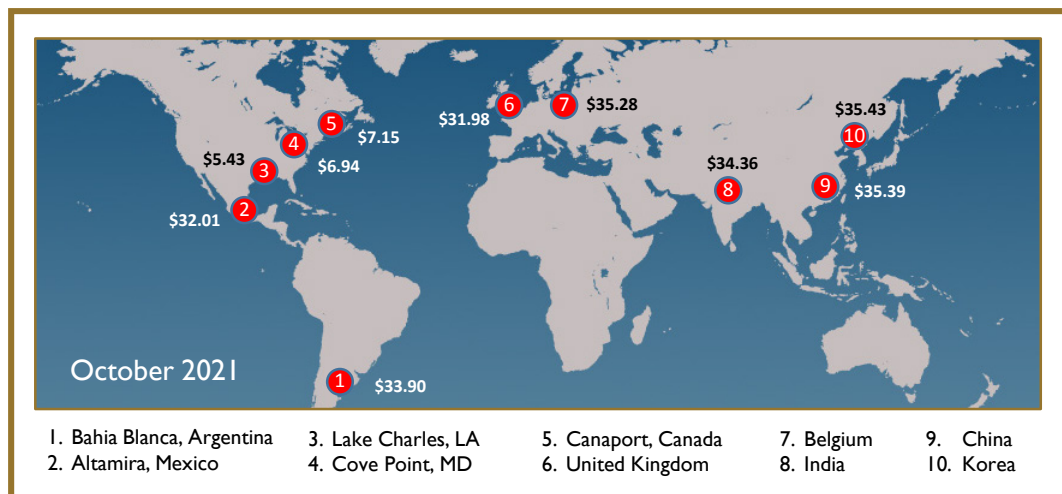 6
7
$35.28
$35.43
$31.98
5
$7.15
10
4
$5.43
$6.94
$34.36
3
8
9
$35.39
2
$32.01
October 2021
1
$33.90
1. Bahia Blanca, Argentina
2. Altamira, Mexico
3. Lake Charles, LA
4. Cove Point, MD
5. Canaport, Canada
6. United Kingdom
7. Belgium
8. India
9. China
10. Korea